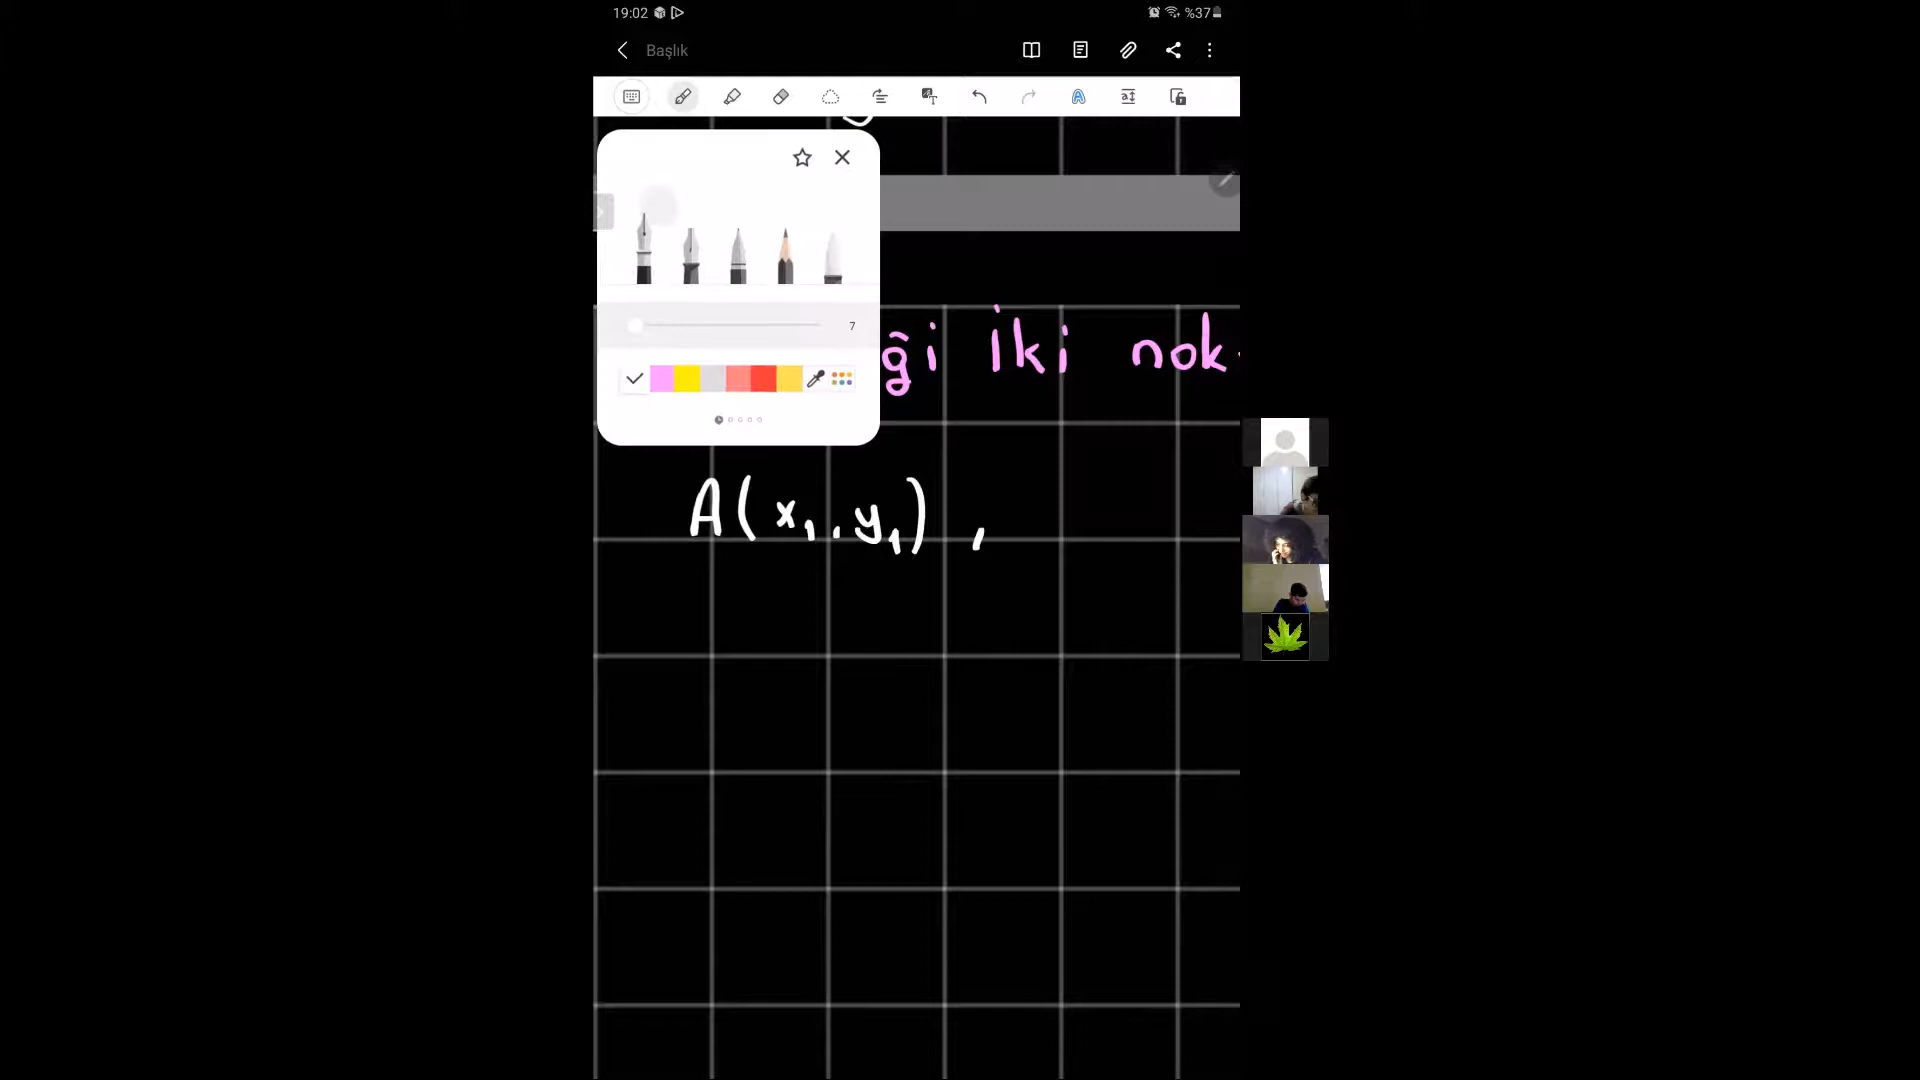 19:02 %37
Başlık
ği iki nok
7
A(x₁, y₁) ,